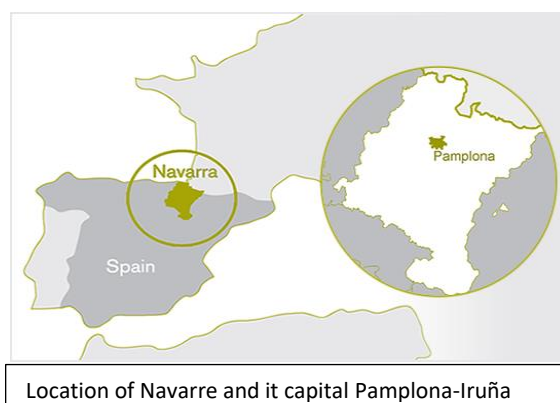 Navarra
Pamplona
Spain
Location of Navarre and it capital Pamplona-Iruña